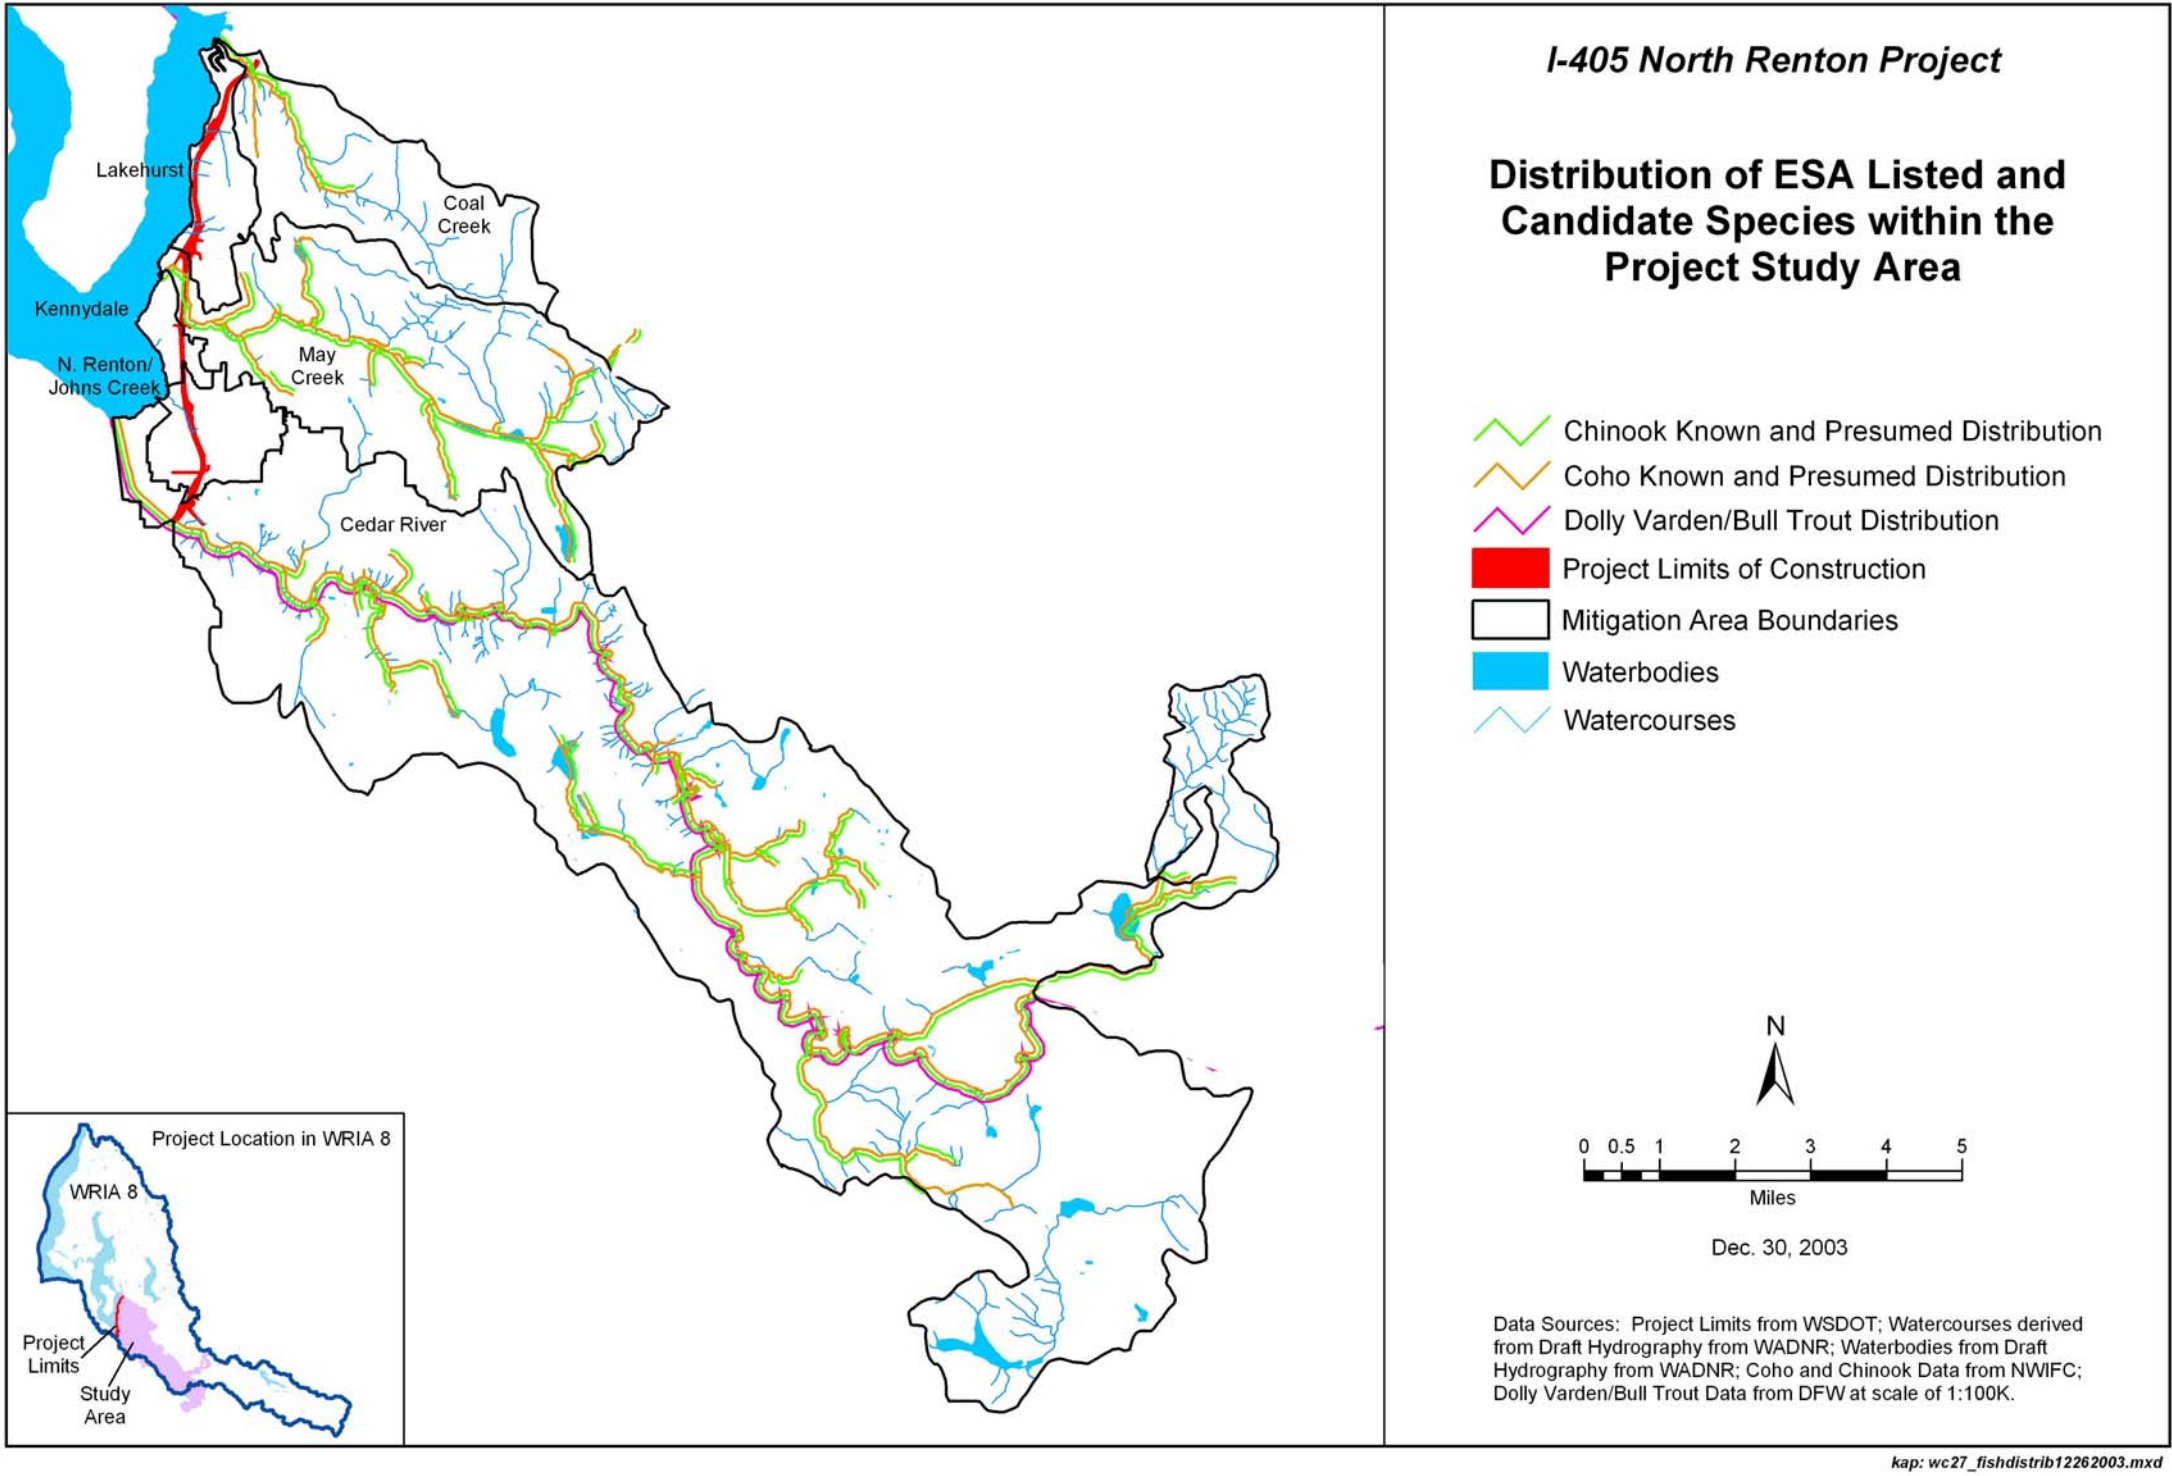 I-405 North Renton Project
Distribution of ESA Listed and
Candidate Species within the
Project Study Area
Lakehurst
Coal
Creek
Kennydale
May
Creek
N. Renton/
Johns Creek
Cedar River
Chinook Known and Presumed Distribution
Coho Known and Presumed Distribution
Dolly Varden/Bull Trout Distribution
Project Limits of Construction
Mitigation Area Boundaries
Waterbodies
Watercourses
N
0 0.5 1 2 3 4 5
Miles
Dec. 30, 2003
Data Sources: Project Limits from WSDOT; Watercourses derived
from Draft Hydrography from WADNR; Waterbodies from Draft
Hydrography from WADNR; Coho and Chinook Data from NWIFC;
Dolly Varden/Bull Trout Data from DFW at scale of 1:100K.
Project Location in WRIA 8
WRIA 8
Project
Limits
Study
Area
kap: wc27_fishdistrib12262003.mxd